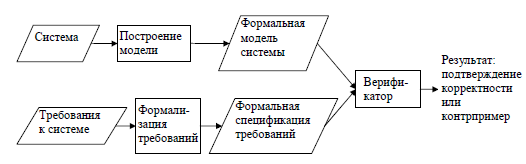 Система
Построение
модели
Формальная
модель
системы
Требования
к системе
Формали-
зация
требований
Формальная
спецификация
требований
Верифи-
катор
Результат:
подтверждение
корректности
или
контрпример